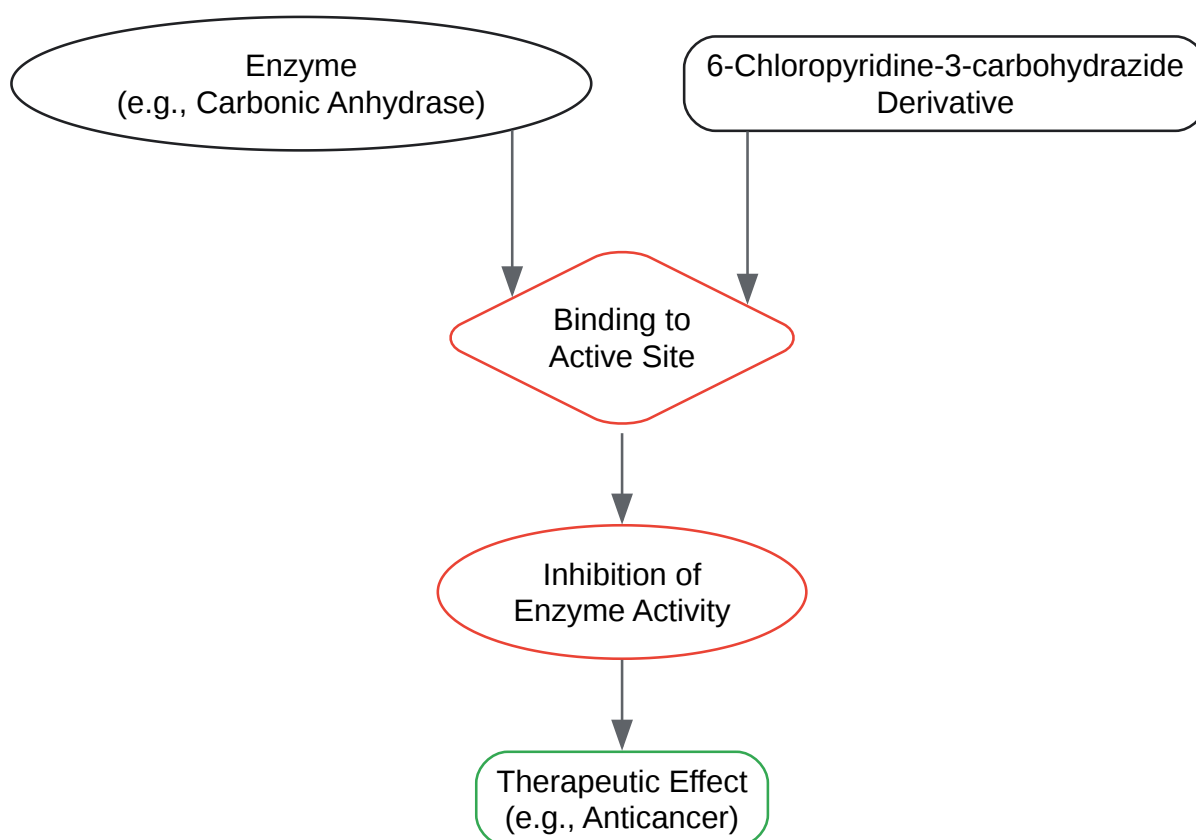 Enzyme
(e.g., Carbonic Anhydrase)
6-Chloropyridine-3-carbohydrazide
Derivative
Binding to
Active Site
Inhibition of
Enzyme Activity
Therapeutic Effect
(e.g., Anticancer)